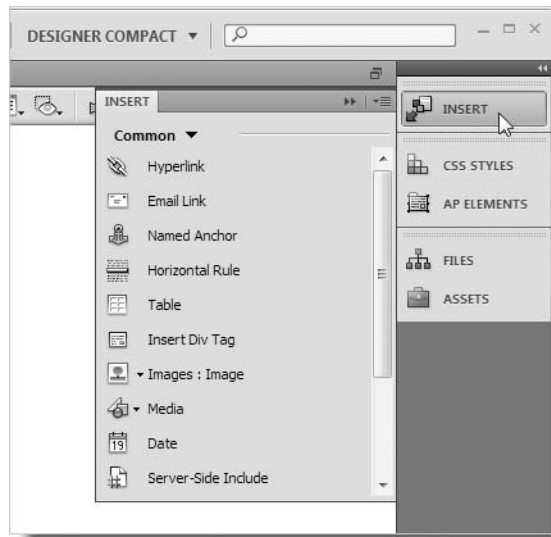 DESIGNER COMPACT
INSERT
Common
Hyperlink
Email Link
Named Anchor
Horizontal Rule
Table
Insert Div Tag
Images : Image
Media
19
Date
Server-Side Include
INSERT
CSS STYLES
AP ELEMENTS
FILES
ASSETS